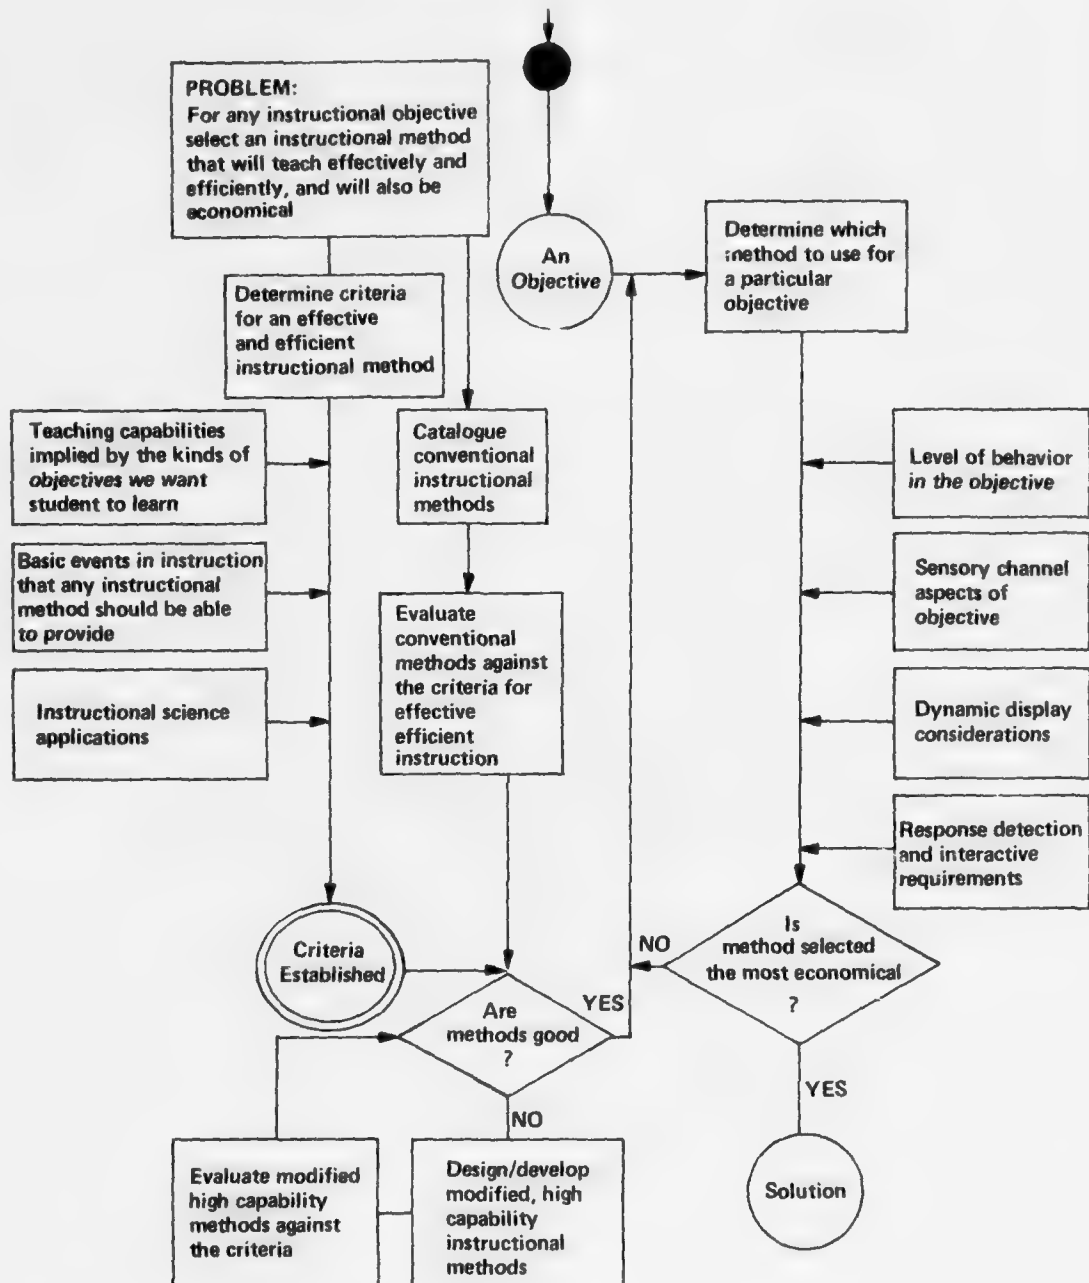 PROBLEM:
For any instructional objective
select an instructional method
that will teach effectively and
efficiently, and will also be
economical
An
Objective
Determine which
method to use for
a particular
objective
Determine criteria
for an effective
and efficient
instructional method
Teaching capabilities
implied by the kinds of
objectives we want
student to learn
Catalogue
conventional
instructional
methods
Level of behavior
in the objective
Basic events in instruction
that any instructional
method should be able
to provide
Evaluate
conventional
methods against
the criteria for
effective
efficient
instruction
Sensory channel
aspects of
objective
Instructional science
applications
Dynamic display
considerations
Response detection
and interactive
requirements
Criteria
Established
Are
methods good
?
YES
NO
Is
method selected
the most economical
?
NO
YES
Evaluate modified
high capability
methods against
the criteria
Design/develop
modified, high
capability
instructional
methods
Solution